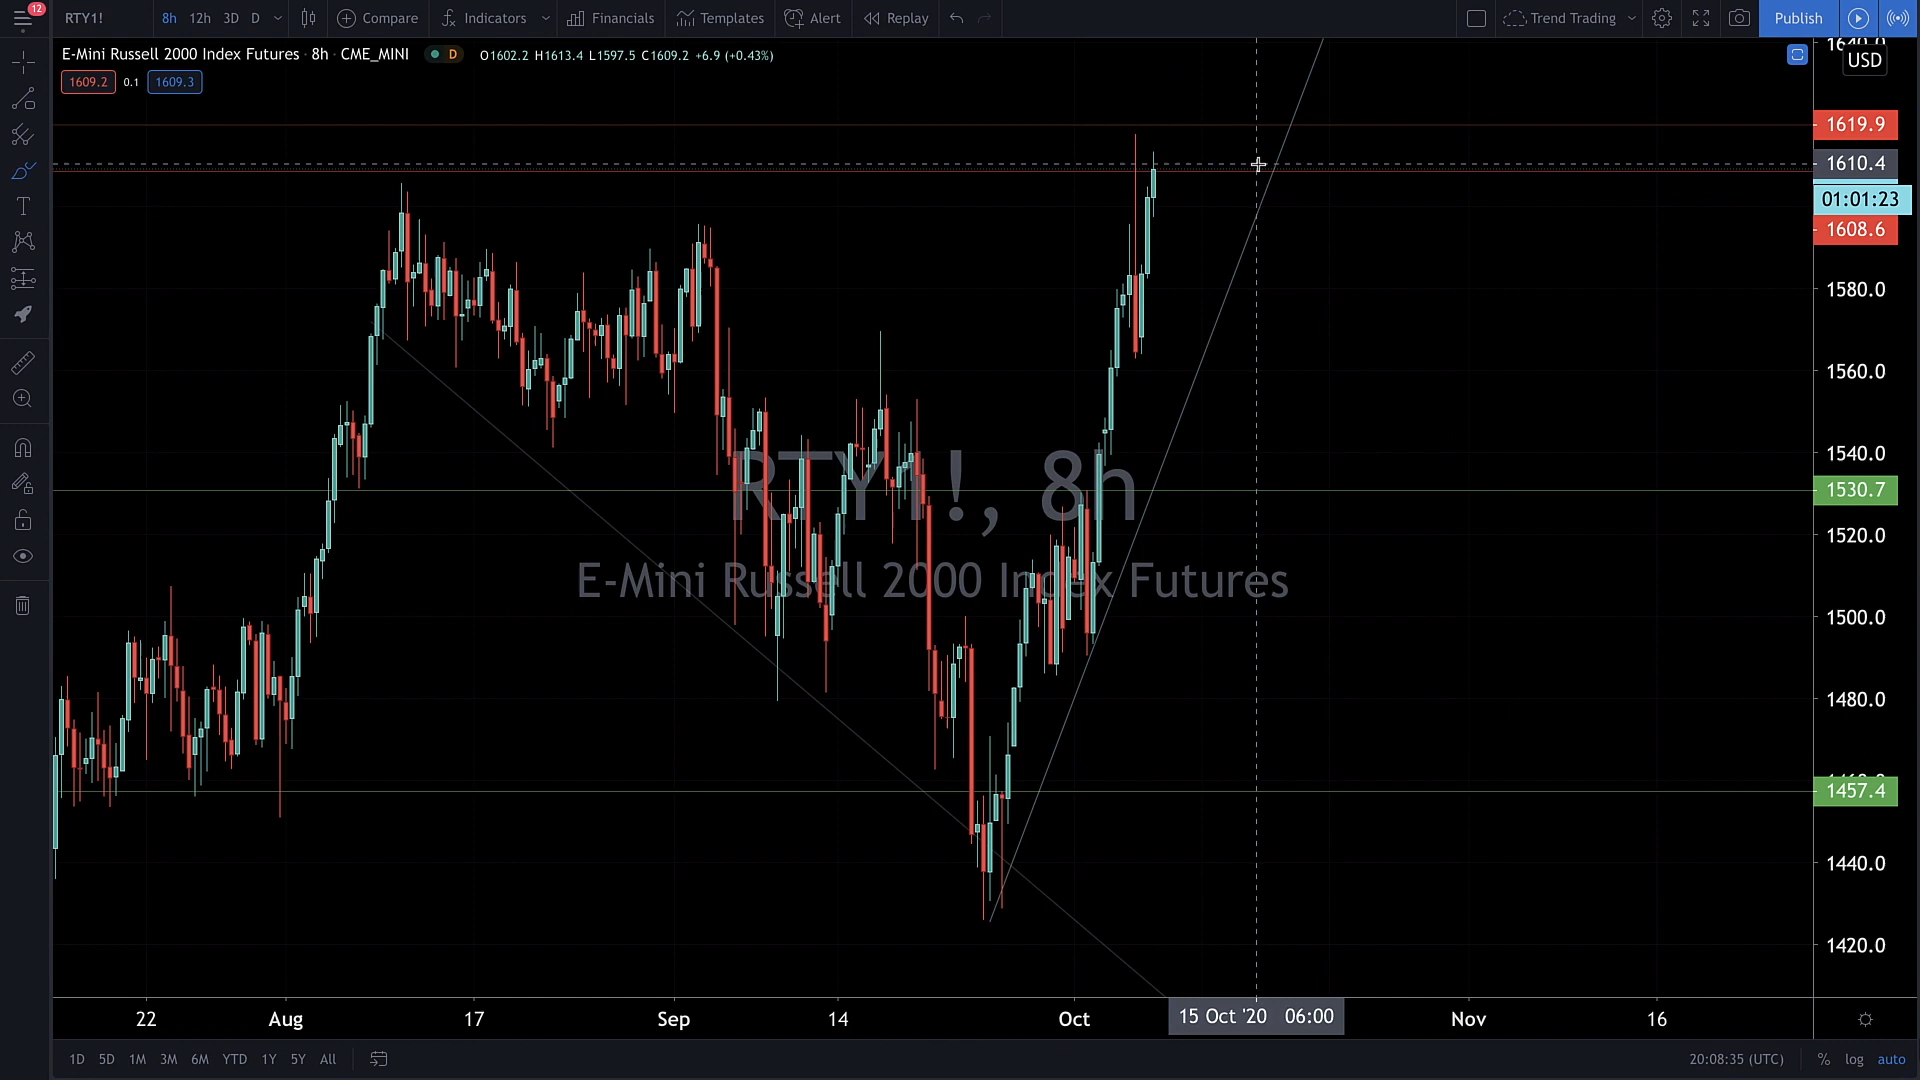 12
RTY1! 8h 12h 3D D Compare Indicators Financials Templates Alert Replay Trend Trading Publish
E-Mini Russell 2000 Index Futures · 8h · CME_MINI D O1602.2 H1613.4 L1597.5 C1609.2 +6.9 (+0.43%)
1609.2 0.1 1609.3
USD
1619.9
1610.4
01:01:23
1608.6
1580.0
1560.0
1540.0
1530.7
1520.0
1500.0
1480.0
1457.4
1440.0
1420.0
RTY1!, 8h
E-Mini Russell 2000 Index Futures
22 Aug 17 Sep 14 Oct 15 Oct '20 06:00 Nov 16
1D 5D 1M 3M 6M YTD 1Y 5Y All 20:08:35 (UTC) % log auto